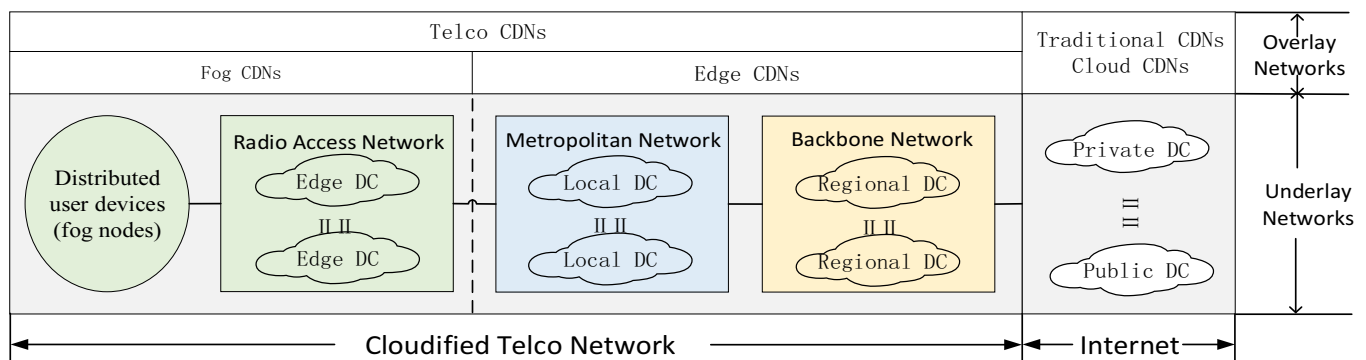 Telco CDNs
Traditional CDNs
Cloud CDNs
Overlay
Networks
Fog CDNs
Edge CDNs
Distributed
user devices
(fog nodes)
Radio Access Network
Edge DC
Edge DC
Metropolitan Network
Local DC
Local DC
Backbone Network
Regional DC
Regional DC
Private DC
Public DC
Underlay
Networks
Cloudified Telco Network
Internet